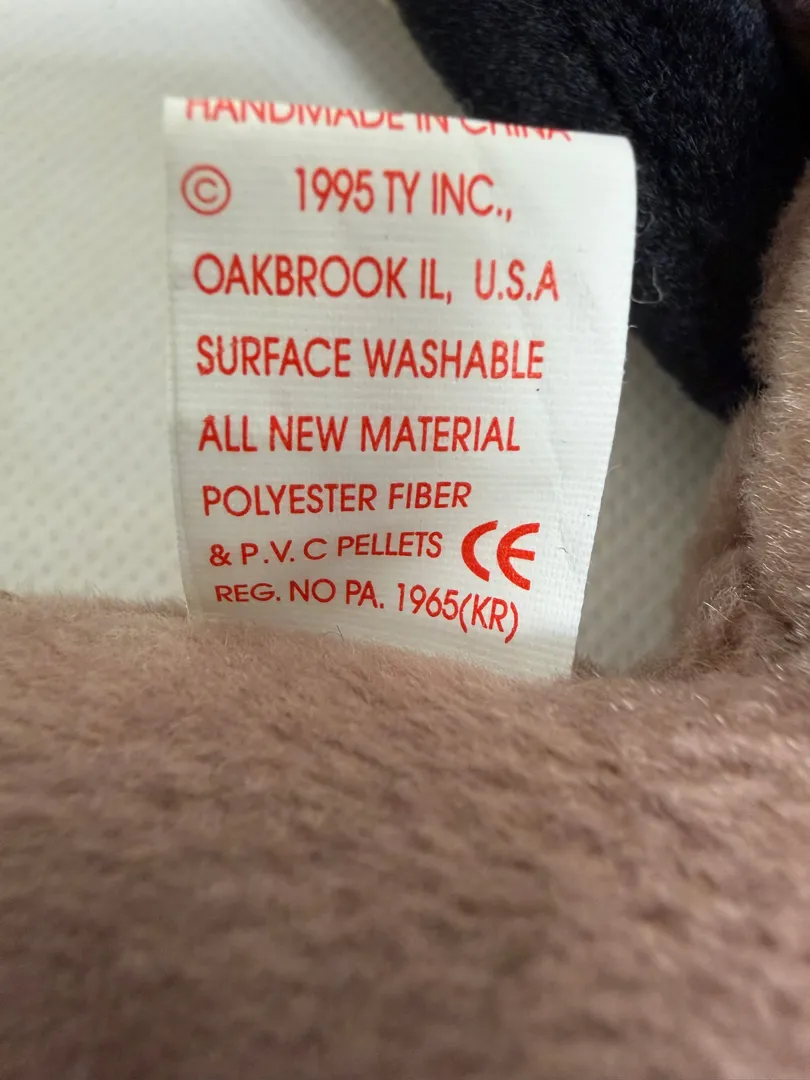 HANDMADE IN CHINA
© 1995 TY INC.,
OAKBROOK IL, U.S.A
SURFACE WASHABLE
ALL NEW MATERIAL
POLYESTER FIBER
& P.V. C PELLETS CE
REG. NO PA. 1965(KR)